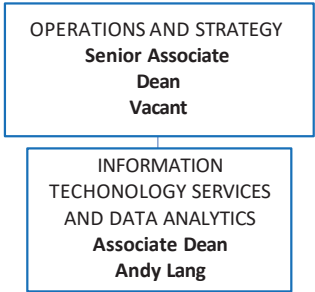 OPERATIONS AND STRATEGY
Senior Associate
Dean
Vacant
INFORMATION
TECHONOLOGY SERVICES
AND DATA ANALYTICS
Associate Dean
Andy Lang